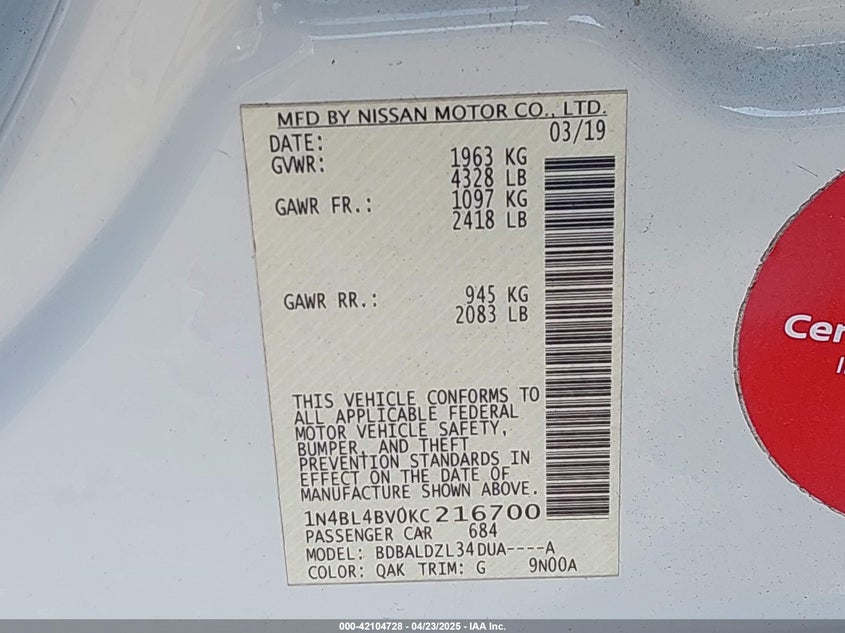 MFD BY NISSAN MOTOR CO., LTD.
DATE: 03/19
GVWR: 1963 KG
4328 LB
GAWR FR.: 1097 KG
2418 LB
GAWR RR.: 945 KG
2083 LB
THIS VEHICLE CONFORMS TO
ALL APPLICABLE FEDERAL
MOTOR VEHICLE SAFETY,
BUMPER, AND THEFT
PREVENTION STANDARDS IN
EFFECT ON THE DATE OF
MANUFACTURE SHOWN ABOVE.
1N4BL4BV0KC216700
PASSENGER CAR 684
MODEL: BDBALDZL34DUA----A
COLOR: QAK TRIM: G 9N00A
Cer
000-42104728 - 04/23/2025 - IAA Inc.